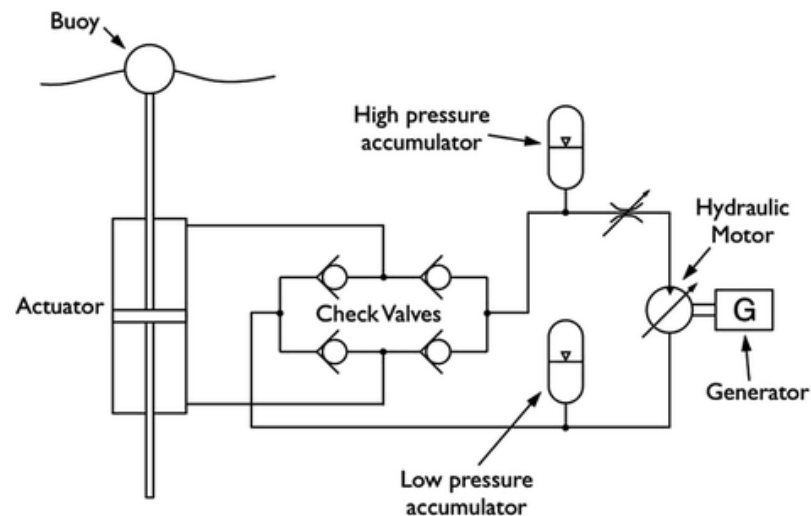 Buoy
High pressure
accumulator
Hydraulic
Motor
Actuator
Check Valves
G
Generator
Low pressure
accumulator